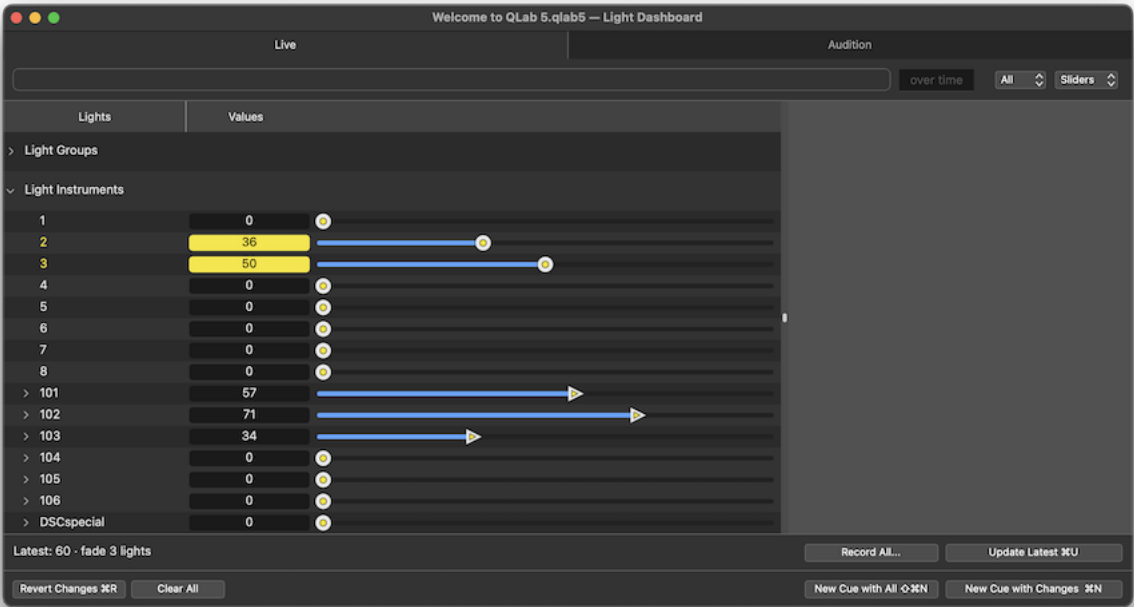 Welcome to QLab 5.qlab5 — Light Dashboard
Live Audition
over time All Sliders
Lights Values
Light Groups
Light Instruments
1 0
2 36
3 50
4 0
5 0
6 0
7 0
8 0
101 57
102 71
103 34
104 0
105 0
106 0
DSCspecial 0
Latest: 60 · fade 3 lights Record All... Update Latest ⌘U
Revert Changes ⌘R Clear All New Cue with All ⇧⌘N New Cue with Changes ⌘N